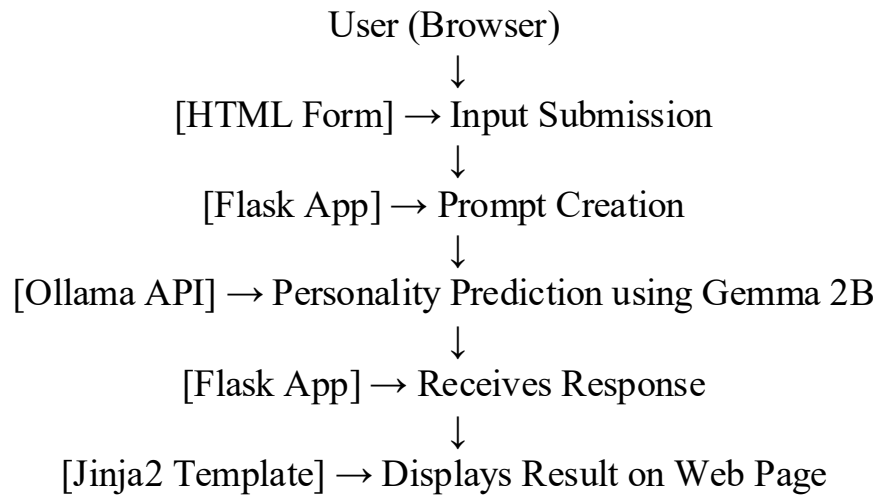 User (Browser)
↓
[HTML Form] → Input Submission
↓
[Flask App] → Prompt Creation
↓
[Ollama API] → Personality Prediction using Gemma 2B
↓
[Flask App] → Receives Response
↓
[Jinja2 Template] → Displays Result on Web Page